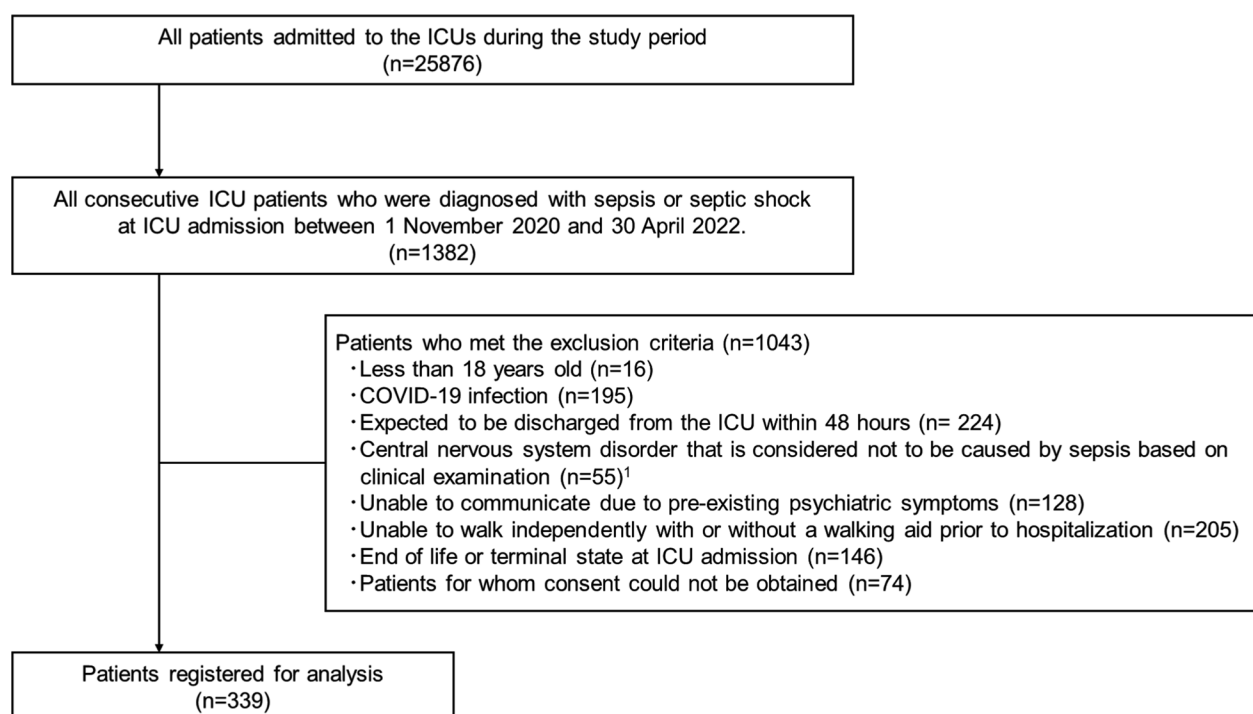 All patients admitted to the ICUs during the study period
(n=25876)
All consecutive ICU patients who were diagnosed with sepsis or septic shock
at ICU admission between 1 November 2020 and 30 April 2022.
(n=1382)
Patients who met the exclusion criteria (n=1043)
・Less than 18 years old (n=16)
・COVID-19 infection (n=195)
・Expected to be discharged from the ICU within 48 hours (n= 224)
・Central nervous system disorder that is considered not to be caused by sepsis based on
clinical examination (n=55)¹
・Unable to communicate due to pre-existing psychiatric symptoms (n=128)
・Unable to walk independently with or without a walking aid prior to hospitalization (n=205)
・End of life or terminal state at ICU admission (n=146)
・Patients for whom consent could not be obtained (n=74)
Patients registered for analysis
(n=339)